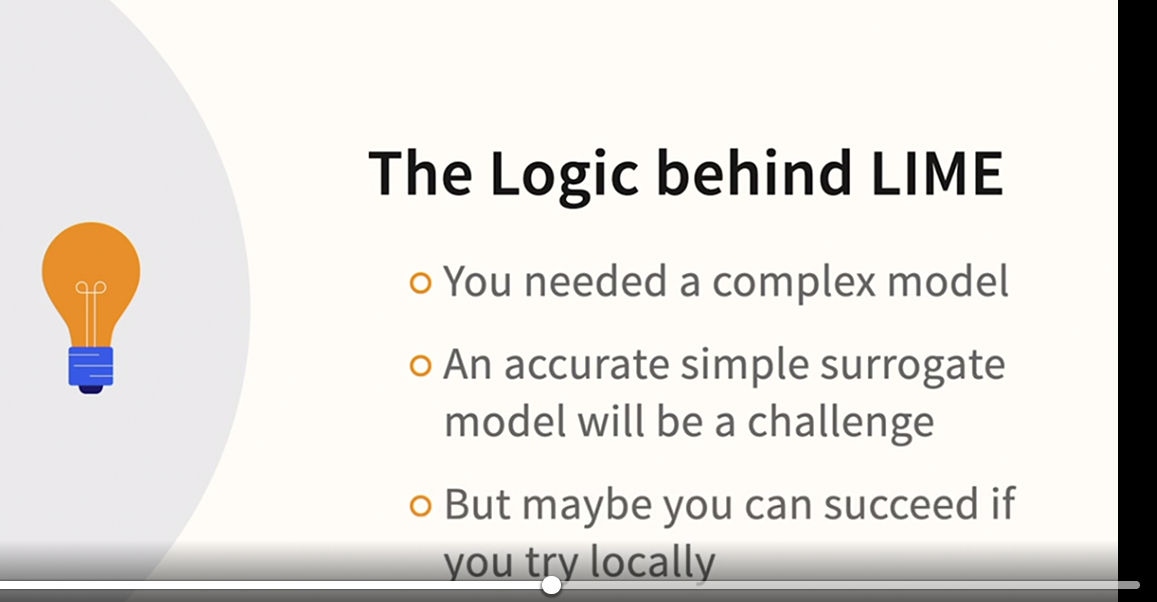 The Logic behind LIME
You needed a complex model
An accurate simple surrogate
model will be a challenge
But maybe you can succeed if
you try locally